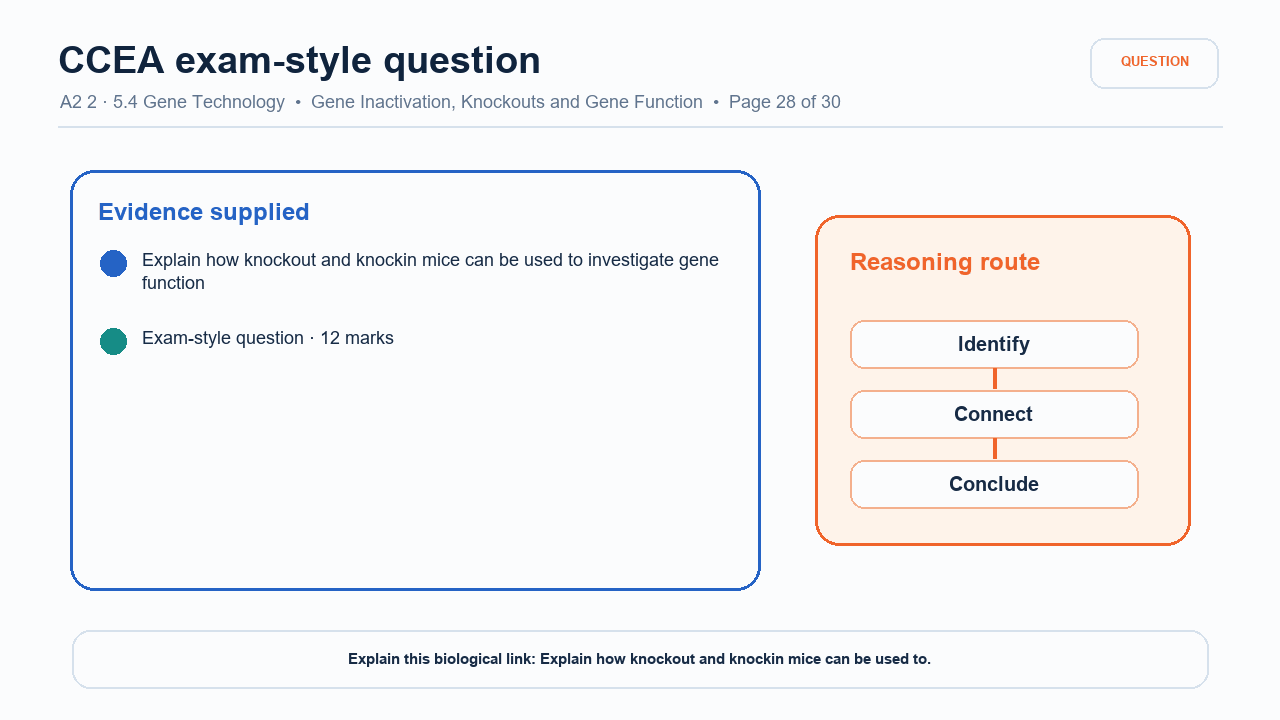 CCEA exam-style question
QUESTION
A2 2 · 5.4 Gene Technology • Gene Inactivation, Knockouts and Gene Function • Page 28 of 30
Evidence supplied
Explain how knockout and knockin mice can be used to investigate gene
function
Exam-style question · 12 marks
Reasoning route
Identify
Connect
Conclude
Explain this biological link: Explain how knockout and knockin mice can be used to.